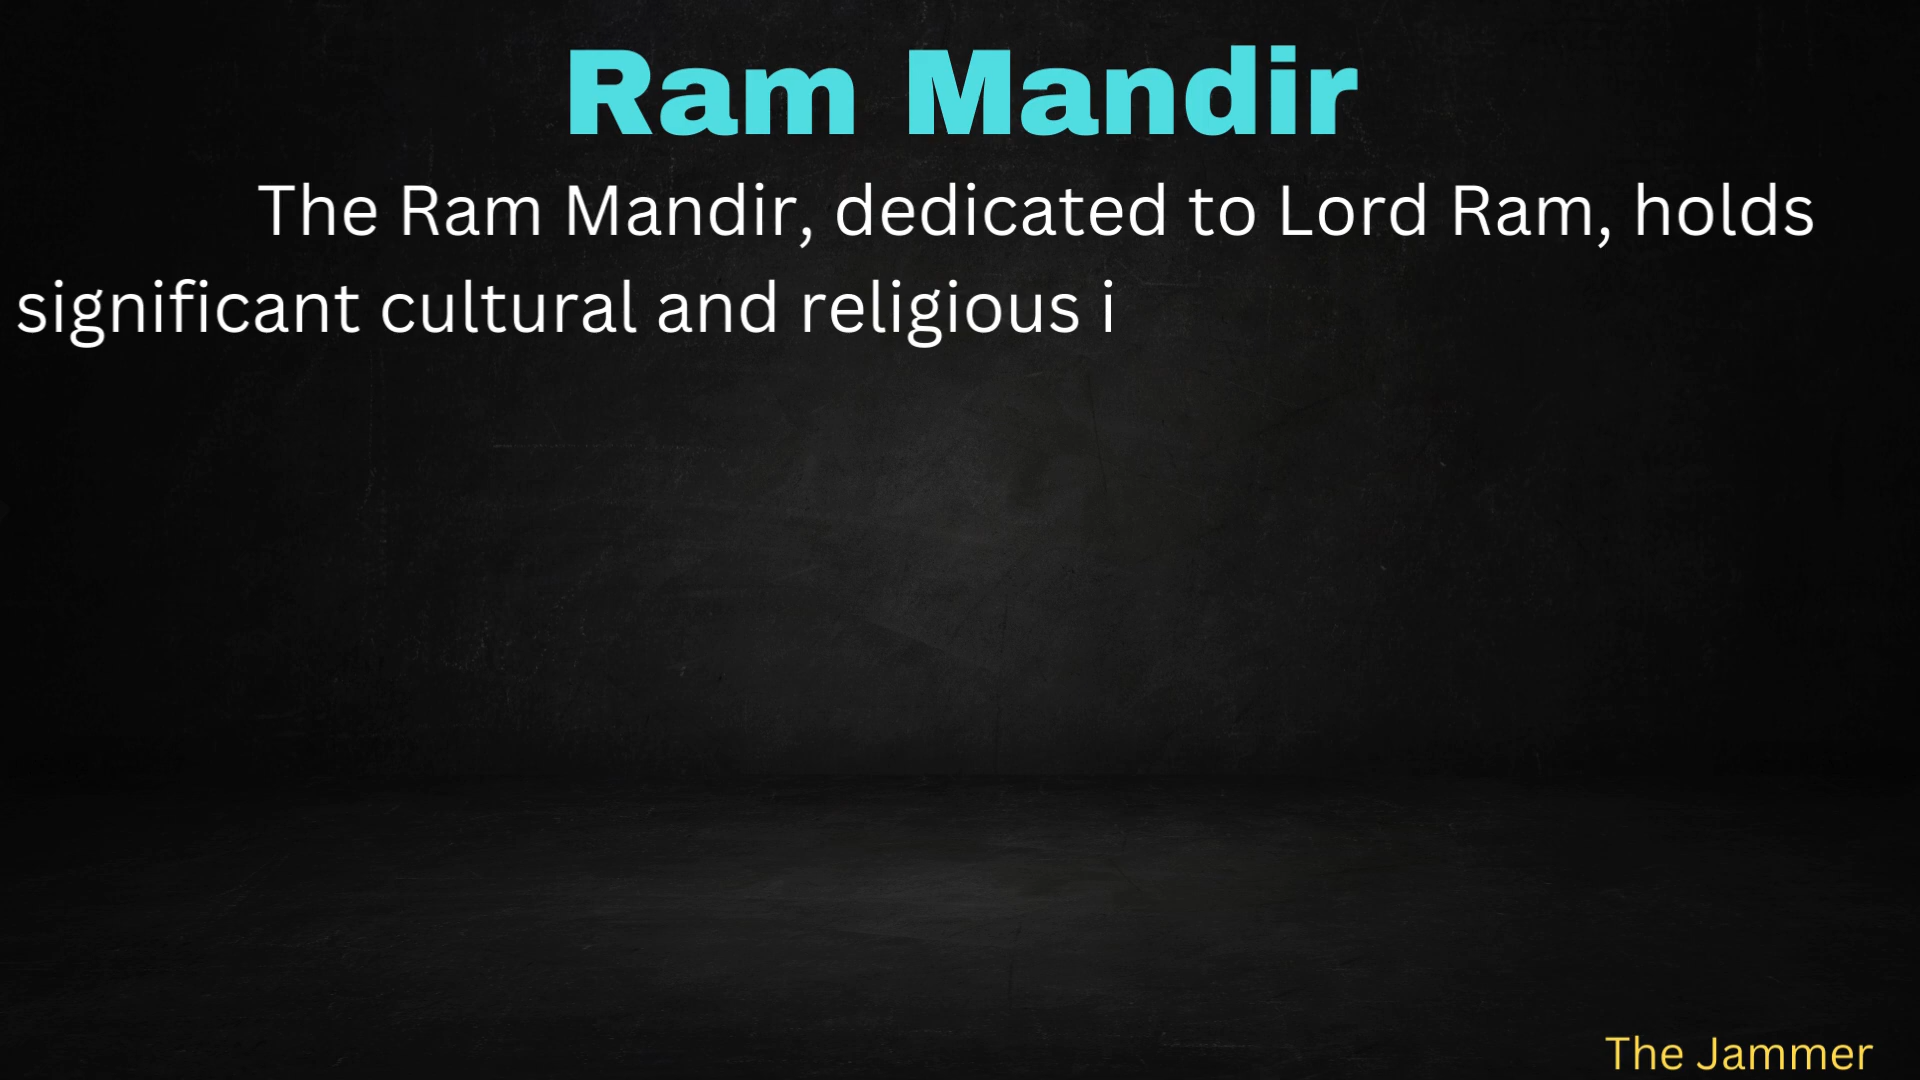 Ram Mandir
The Ram Mandir, dedicated to Lord Ram, holds
significant cultural and religious i
The Jammer